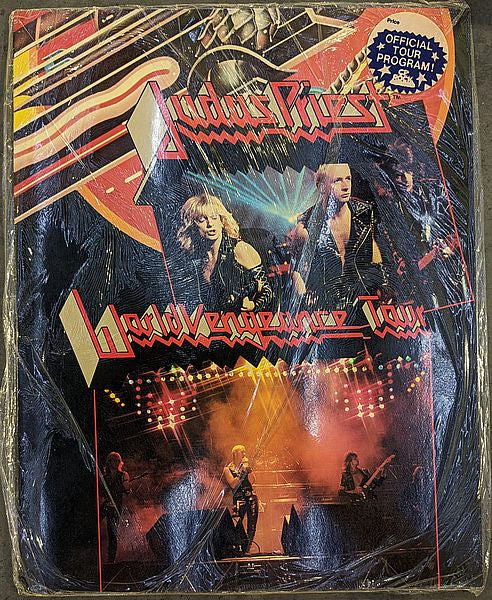 Price
OFFICIAL
TOUR
PROGRAM!
Judas Priest
TM
World Vengeance Tour